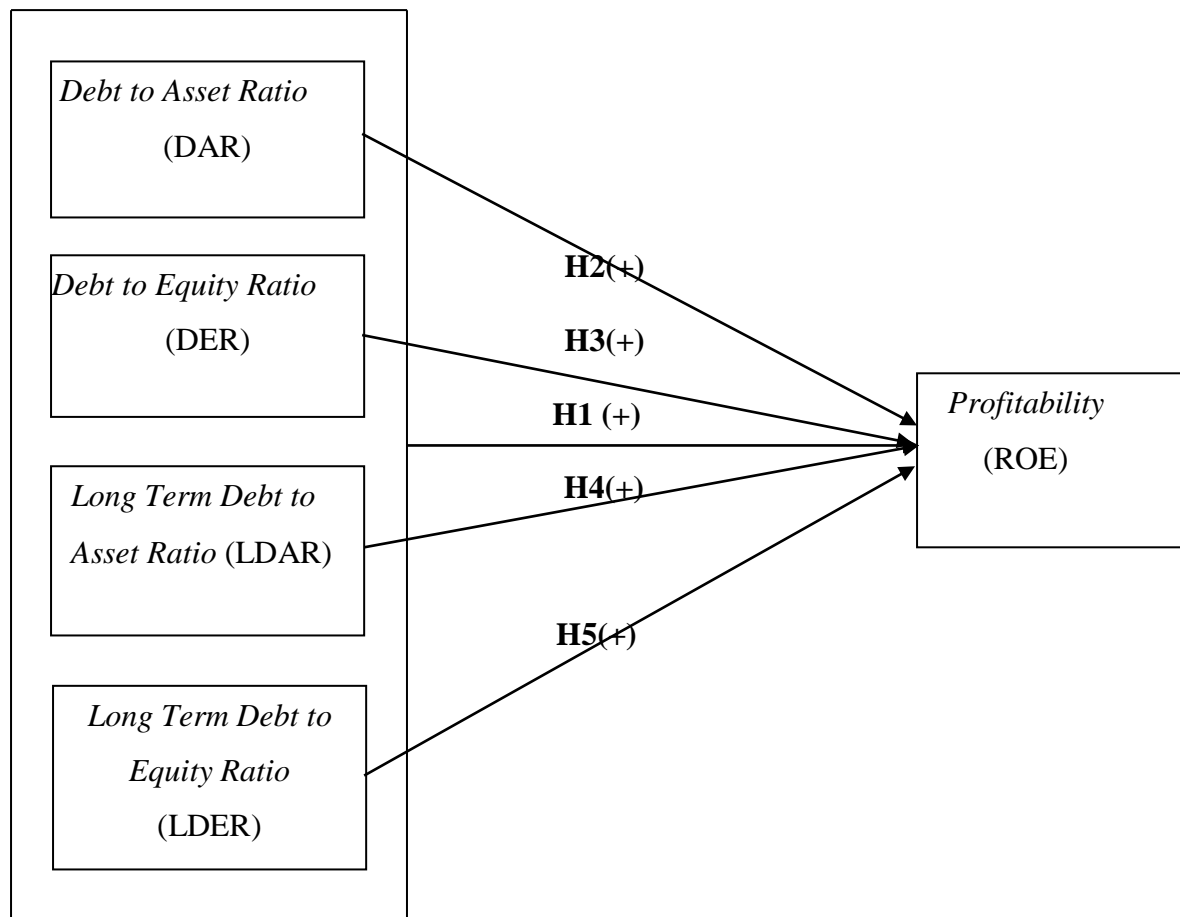 Debt to Asset Ratio
(DAR)
Debt to Equity Ratio
(DER)
Long Term Debt to
Asset Ratio (LDAR)
Long Term Debt to
Equity Ratio
(LDER)
H2(+)
H3(+)
H1 (+)
H4(+)
H5(+)
Profitability
(ROE)